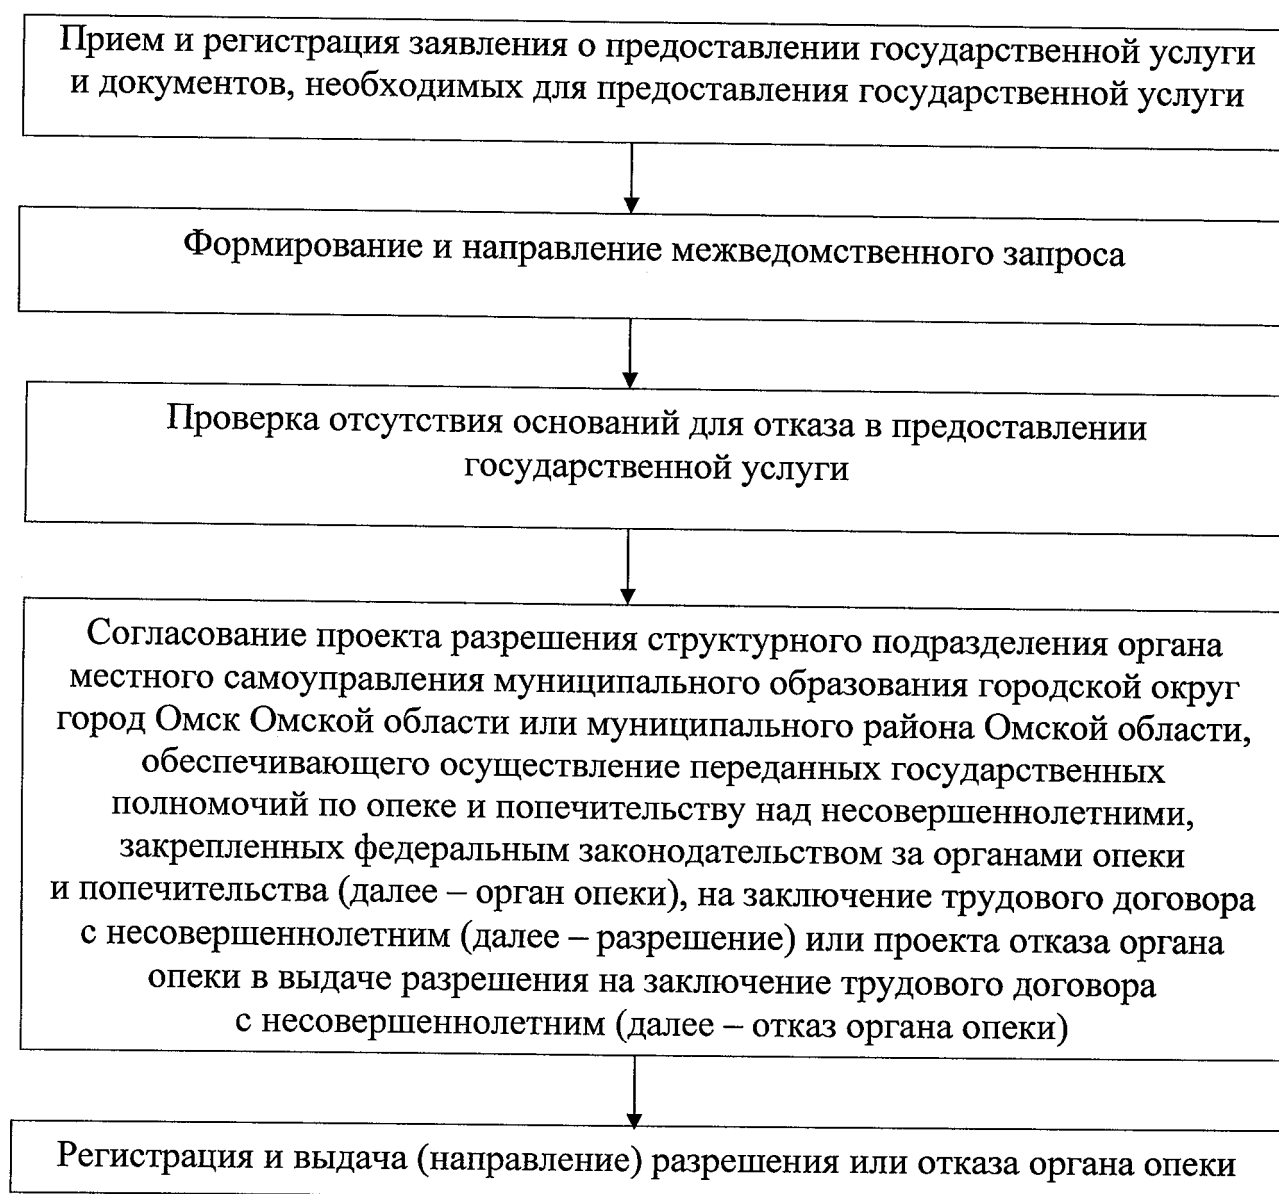 Прием и регистрация заявления о предоставлении государственной услуги
и документов, необходимых для предоставления государственной услуги
Формирование и направление межведомственного запроса
Проверка отсутствия оснований для отказа в предоставлении
государственной услуги
Согласование проекта разрешения структурного подразделения органа
местного самоуправления муниципального образования городской округ
город Омск Омской области или муниципального района Омской области,
обеспечивающего осуществление переданных государственных
полномочий по опеке и попечительству над несовершеннолетними,
закрепленных федеральным законодательством за органами опеки
и попечительства (далее – орган опеки), на заключение трудового договора
с несовершеннолетним (далее – разрешение) или проекта отказа органа
опеки в выдаче разрешения на заключение трудового договора
с несовершеннолетним (далее – отказ органа опеки)
Регистрация и выдача (направление) разрешения или отказа органа опеки